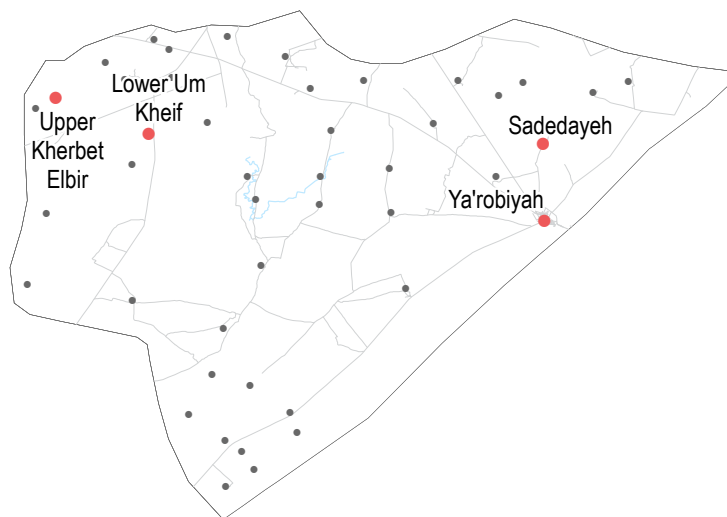 Lower Um
Kheif
Upper
Kherbet
Elbir
Sadedayeh
Ya'robiyah